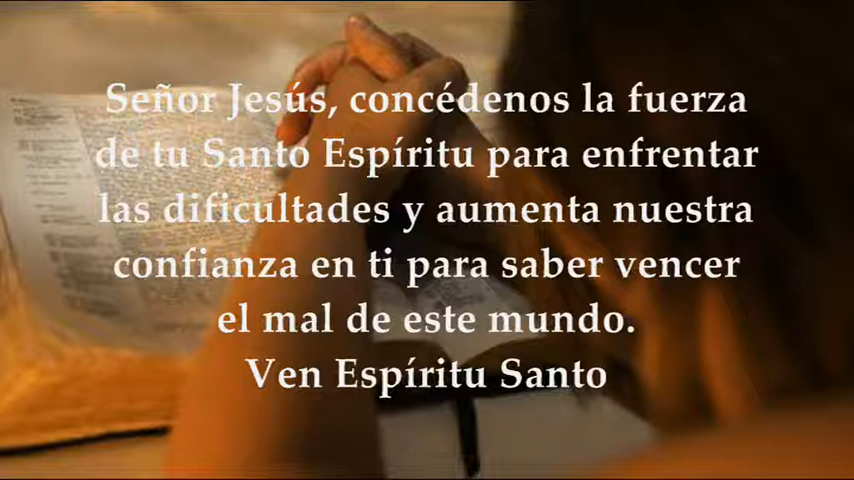 Señor Jesús, concédenos la fuerza
de tu Santo Espíritu para enfrentar
las dificultades y aumenta nuestra
confianza en ti para saber vencer
el mal de este mundo.
Ven Espíritu Santo